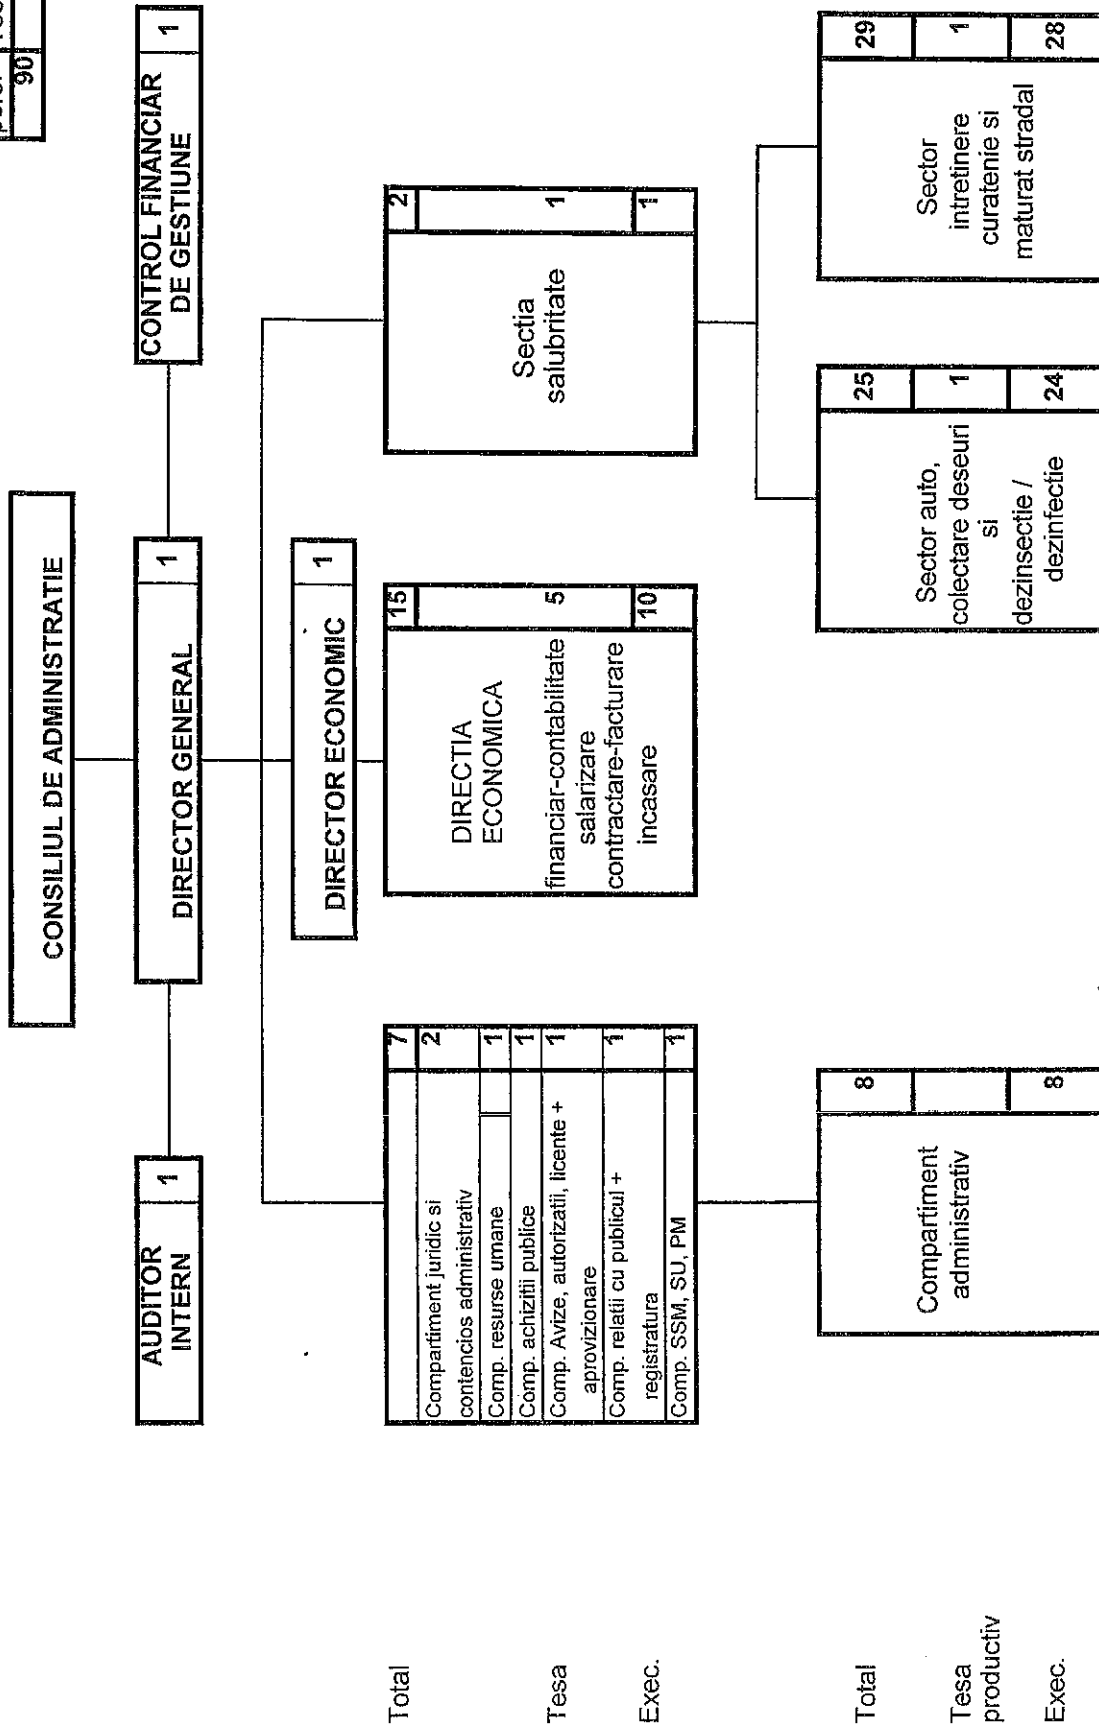 90
CONSILIUL DE ADMINISTRATIE
AUDITOR
INTERN
1
DIRECTOR GENERAL
1
CONTROL FINANCIAR
DE GESTIUNE
1
DIRECTOR ECONOMIC
1
Total
Tesa
Exec.
7
Compartiment juridic si
contencios administrativ
2
Comp. resurse umane
1
Comp. achizitii publice
1
Comp. Avize, autorizatii, licente +
aprovizionare
1
Comp. relatii cu publicul +
registratura
1
Comp. SSM, SU, PM
1
DIRECTIA
ECONOMICA
financiar-contabilitate
salarizare
contractare-facturare
incasare
15
5
10
Sectia
salubritate
2
1
1
Total
Tesa
productiv
Exec.
Compartiment
administrativ
8
8
Sector auto,
colectare deseuri
si
dezinsectie /
dezinfectie
25
1
24
Sector
intretinere
curatenie si
maturat stradal
29
1
28